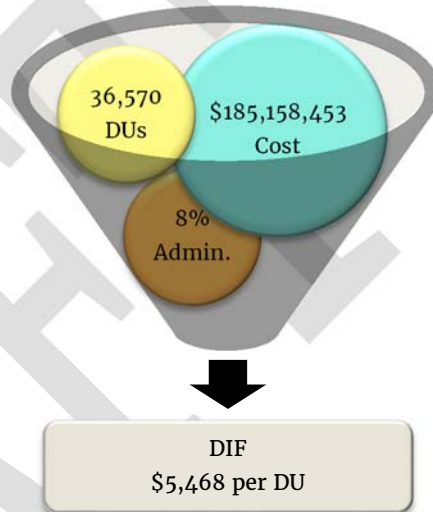 36,570
DUs
$185,158,453
Cost
8%
Admin.
DIF
$5,468 per DU